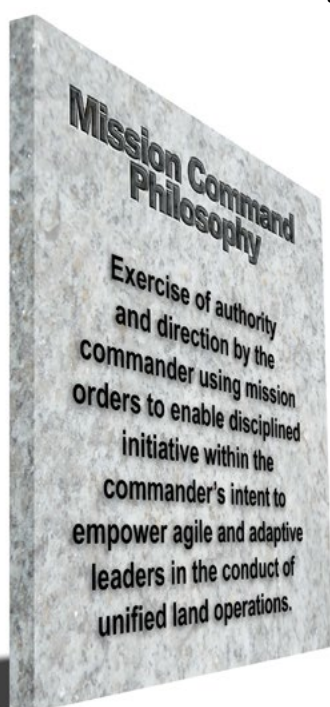 Mission Command
Philosophy
Exercise of authority
and direction by the
commander using mission
orders to enable disciplined
initiative within the
commander's intent to
empower agile and adaptive
leaders in the conduct of
unified land operations.